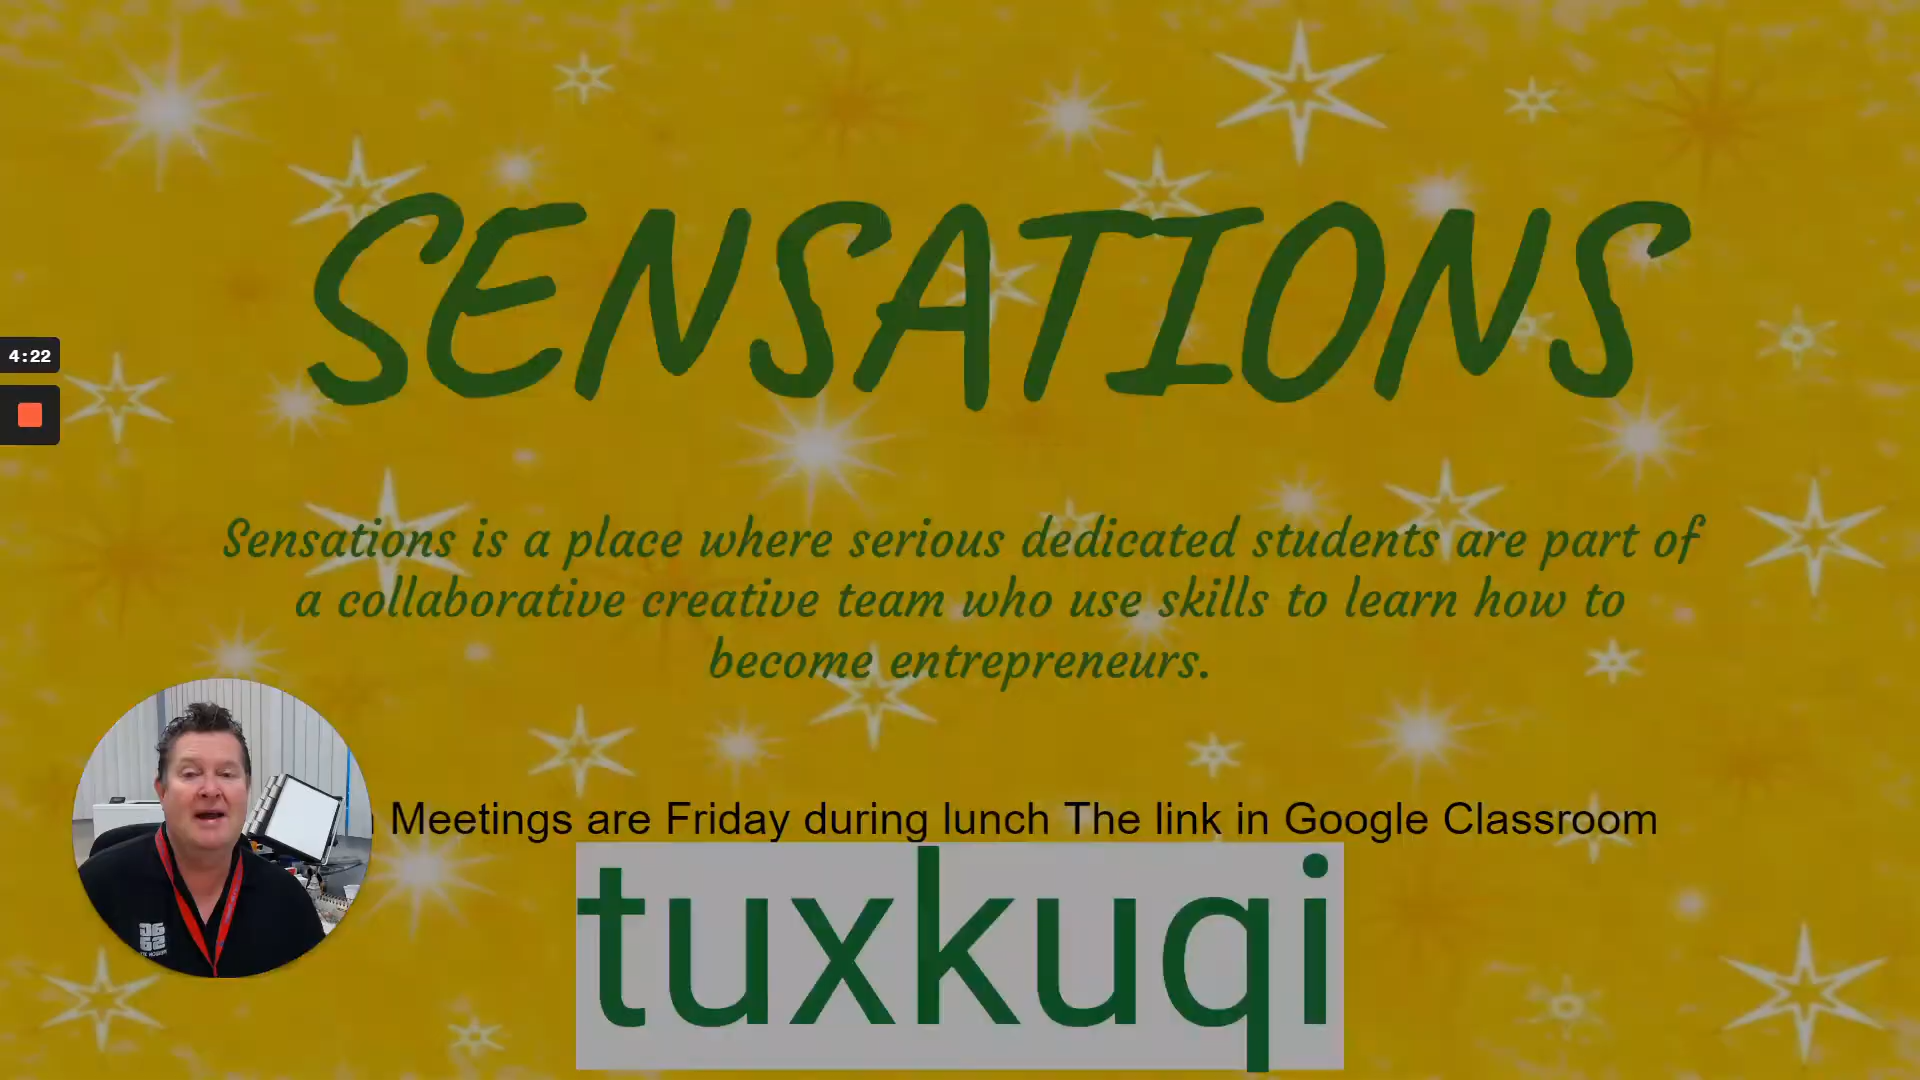 SENSATIONS
4:22
Sensations is a place where serious dedicated students are part of
a collaborative creative team who use skills to learn how to
become entrepreneurs.
Meetings are Friday during lunch The link in Google Classroom
tuxkuqi